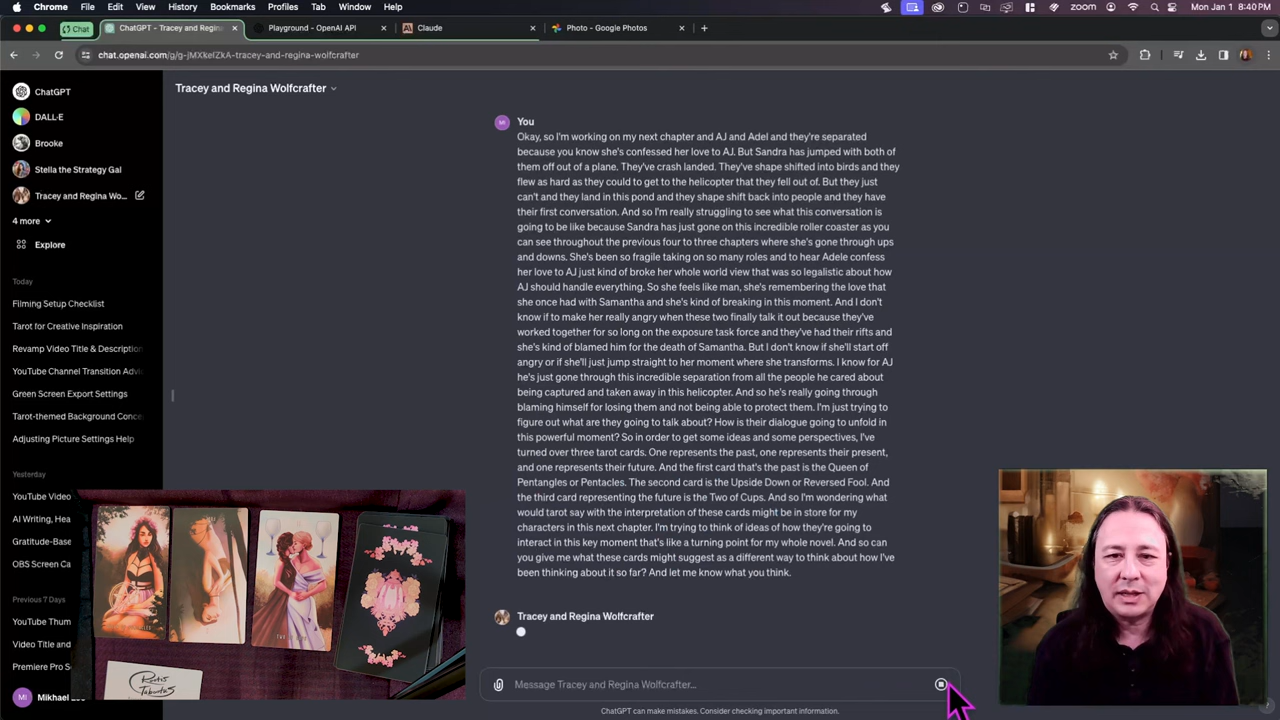 Chrome File Edit View History Bookmarks Profiles Tab Window Help
zoom Mon Jan 1 8:40 PM
Chat ChatGPT - Tracey and Regina Playground - OpenAI API Claude Photo - Google Photos
chat.openai.com/g/g-jMXkelZkA-tracey-and-regina-wolfcrafter
ChatGPT
DALL·E
Brooke
Stella the Strategy Gal
Tracey and Regina Wo...
4 more
Explore
Today
Filming Setup Checklist
Tarot for Creative Inspiration
Revamp Video Title & Description
YouTube Channel Transition Advi
Green Screen Export Settings
Tarot-themed Background Conce
Adjusting Picture Settings Help
Yesterday
YouTube Video
AI Writing, Hea
Gratitude-Base
OBS Screen Ca
Previous 7 Days
YouTube Thum
Video Title and
Premiere Pro S
MI Mikhael
Tracey and Regina Wolfcrafter
MI You
Okay, so I'm working on my next chapter and AJ and Adel and they're separated
because you know she's confessed her love to AJ. But Sandra has jumped with both of
them off out of a plane. They've crash landed. They've shape shifted into birds and they
flew as hard as they could to get to the helicopter that they fell out of. But they just
can't and they land in this pond and they shape shift back into people and they have
their first conversation. And so I'm really struggling to see what this conversation is
going to be like because Sandra has just gone on this incredible roller coaster as you
can see throughout the previous four to three chapters where she's gone through ups
and downs. She's been so fragile taking on so many roles and to hear Adele confess
her love to AJ just kind of broke her whole world view that was so legalistic about how
AJ should handle everything. So she feels like man, she's remembering the love that
she once had with Samantha and she's kind of breaking in this moment. And I don't
know if to make her really angry when these two finally talk it out because they've
worked together for so long on the exposure task force and they've had their rifts and
she's kind of blamed him for the death of Samantha. But I don't know if she'll start off
angry or if she'll just jump straight to her moment where she transforms. I know for AJ
he's just gone through this incredible separation from all the people he cared about
being captured and taken away in this helicopter. And so he's really going through
blaming himself for losing them and not being able to protect them. I'm just trying to
figure out what are they going to talk about? How is their dialogue going to unfold in
this powerful moment? So in order to get some ideas and some perspectives, I've
turned over three tarot cards. One represents the past, one represents their present,
and one represents their future. And the first card that's the past is the Queen of
Pentangles or Pentacles. The second card is the Upside Down or Reversed Fool. And
the third card representing the future is the Two of Cups. And so I'm wondering what
would tarot say with the interpretation of these cards might be in store for my
characters in this next chapter. I'm trying to think of ideas of how they're going to
interact in this key moment that's like a turning point for my whole novel. And so can
you give me what these cards might suggest as a different way to think about how I've
been thinking about it so far? And let me know what you think.
Tracey and Regina Wolfcrafter
Message Tracey and Regina Wolfcrafter...
ChatGPT can make mistakes. Consider checking important information.